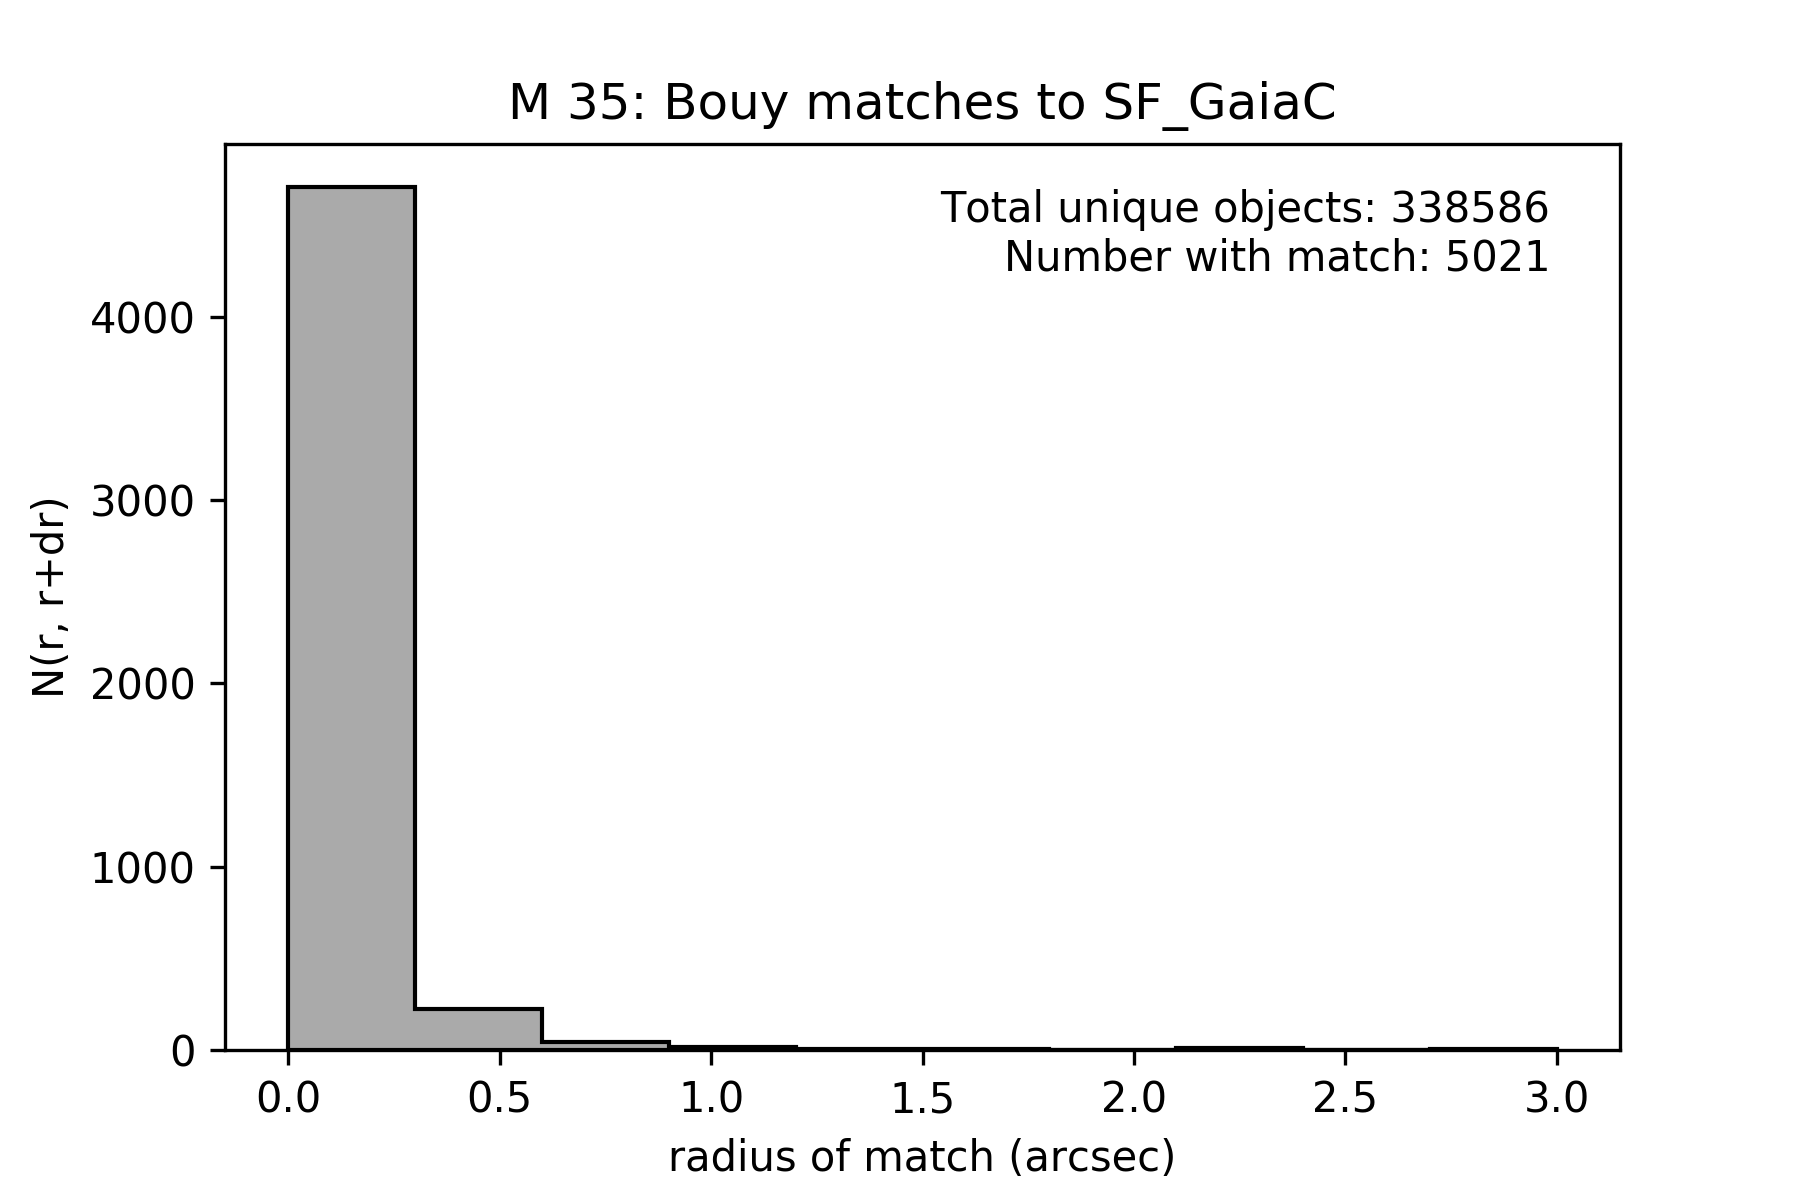 M 35: Bouy matches to SF_GaiaC
Total unique objects: 338586
Number with match: 5021
N(r, r+dr)
4000
3000
2000
1000
0
0.0 0.5 1.0 1.5 2.0 2.5 3.0
radius of match (arcsec)